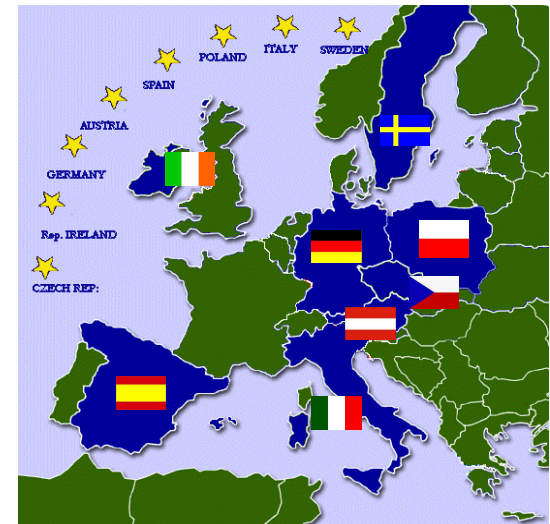 ITALY
SWEDEN
POLAND
SPAIN
AUSTRIA
GERMANY
Rep. IRELAND
CZECH REP: